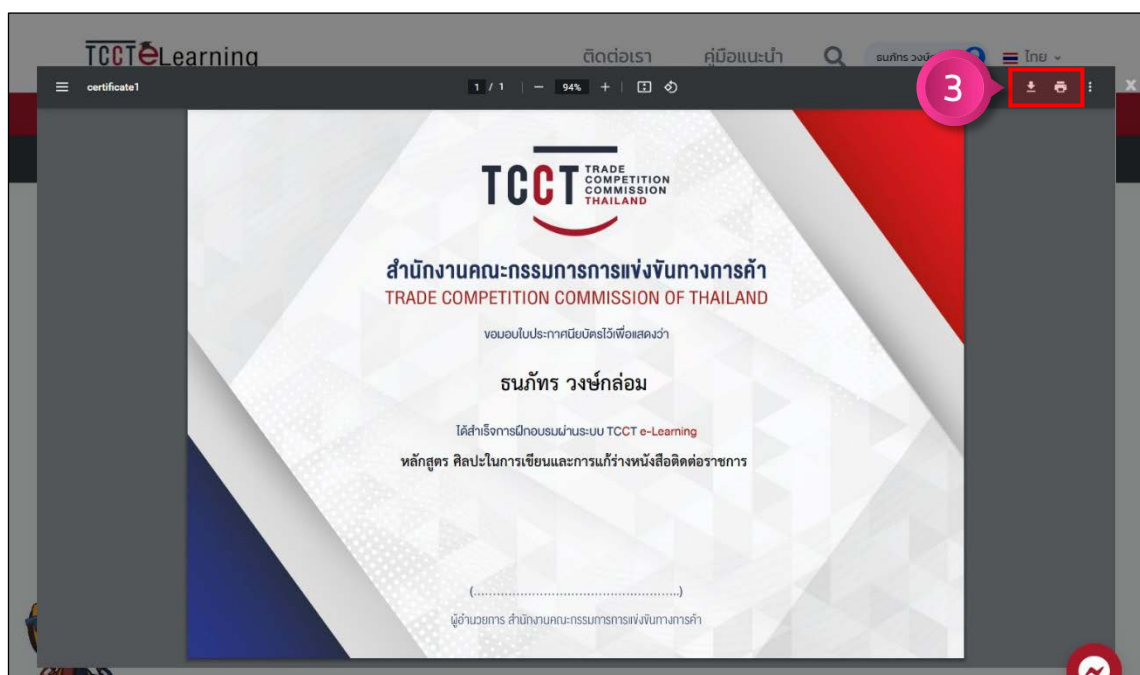 TCCT eLearning
ติดต่อเรา คู่มือแนะนำ ไทย
certificate1 1 / 1 94%
3
X
TCCT TRADE
COMPETITION
COMMISSION
THAILAND
สำนักงานคณะกรรมการการแข่งขันทางการค้า
TRADE COMPETITION COMMISSION OF THAILAND
ขอมอบใบประกาศนียบัตรไว้เพื่อแสดงว่า
ธนภัทร วงษ์กล่อม
ได้สำเร็จการฝึกอบรมผ่านระบบ TCCT e-Learning
หลักสูตร ศิลปะในการเขียนและการแก้ร่างหนังสือติดต่อราชการ
(......................................................)
ผู้อำนวยการ สำนักงานคณะกรรมการการแข่งขันทางการค้า